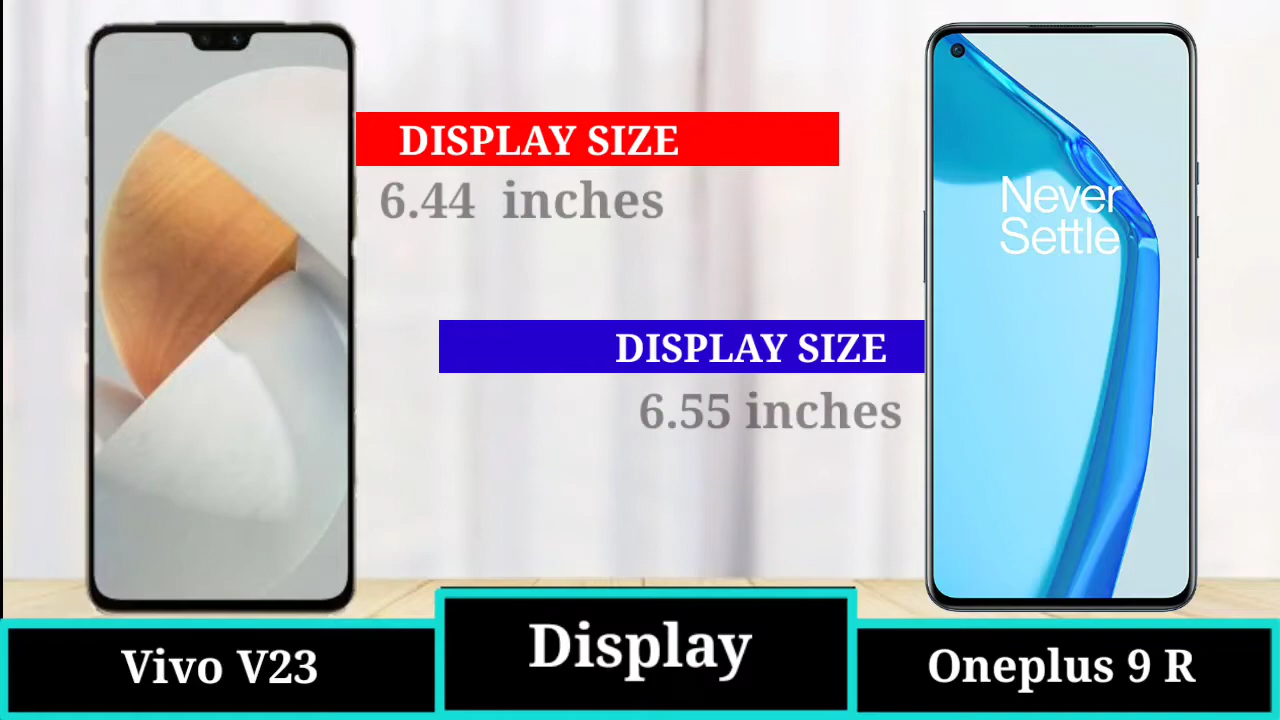 DISPLAY SIZE
6.44 inches
Never
Settle
DISPLAY SIZE
6.55 inches
Vivo V23
Display
Oneplus 9 R